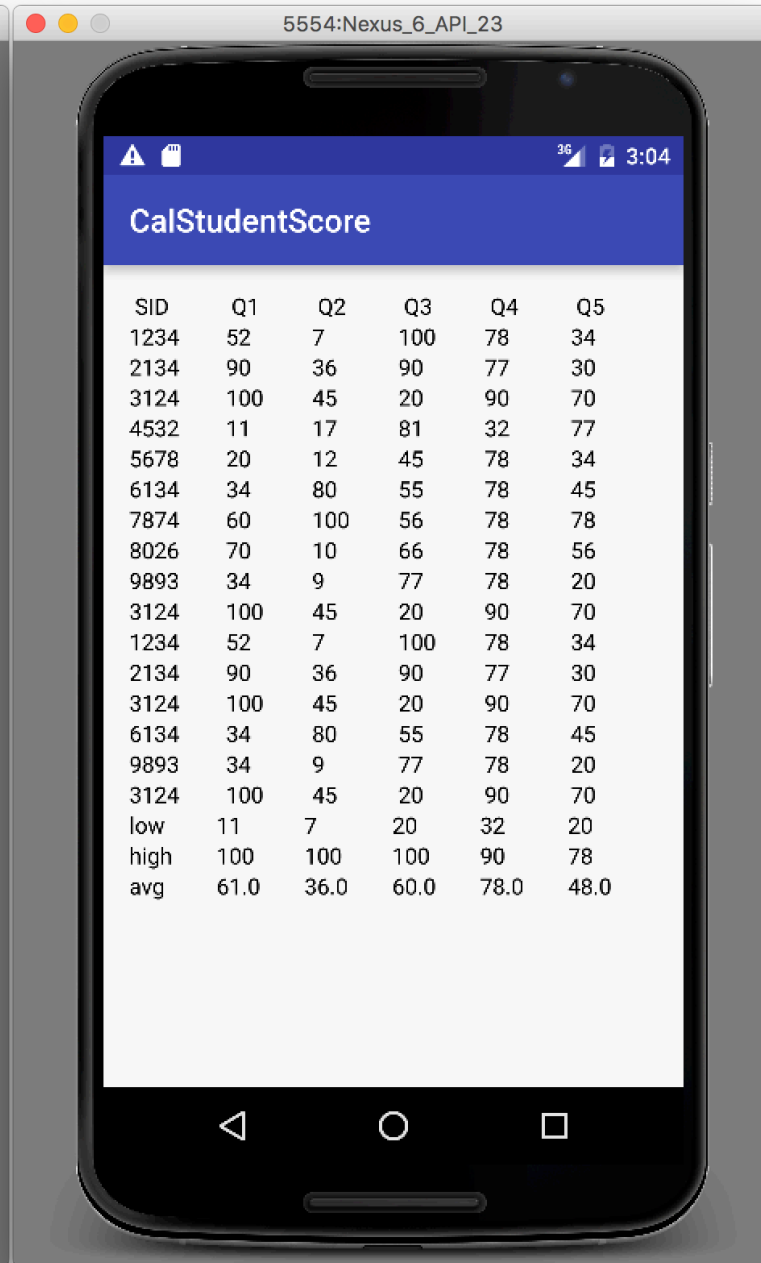 5554:Nexus_6_API_23
3G 3:04
CalStudentScore
SID Q1 Q2 Q3 Q4 Q5
1234 52 7 100 78 34
2134 90 36 90 77 30
3124 100 45 20 90 70
4532 11 17 81 32 77
5678 20 12 45 78 34
6134 34 80 55 78 45
7874 60 100 56 78 78
8026 70 10 66 78 56
9893 34 9 77 78 20
3124 100 45 20 90 70
1234 52 7 100 78 34
2134 90 36 90 77 30
3124 100 45 20 90 70
6134 34 80 55 78 45
9893 34 9 77 78 20
3124 100 45 20 90 70
low 11 7 20 32 20
high 100 100 100 90 78
avg 61.0 36.0 60.0 78.0 48.0